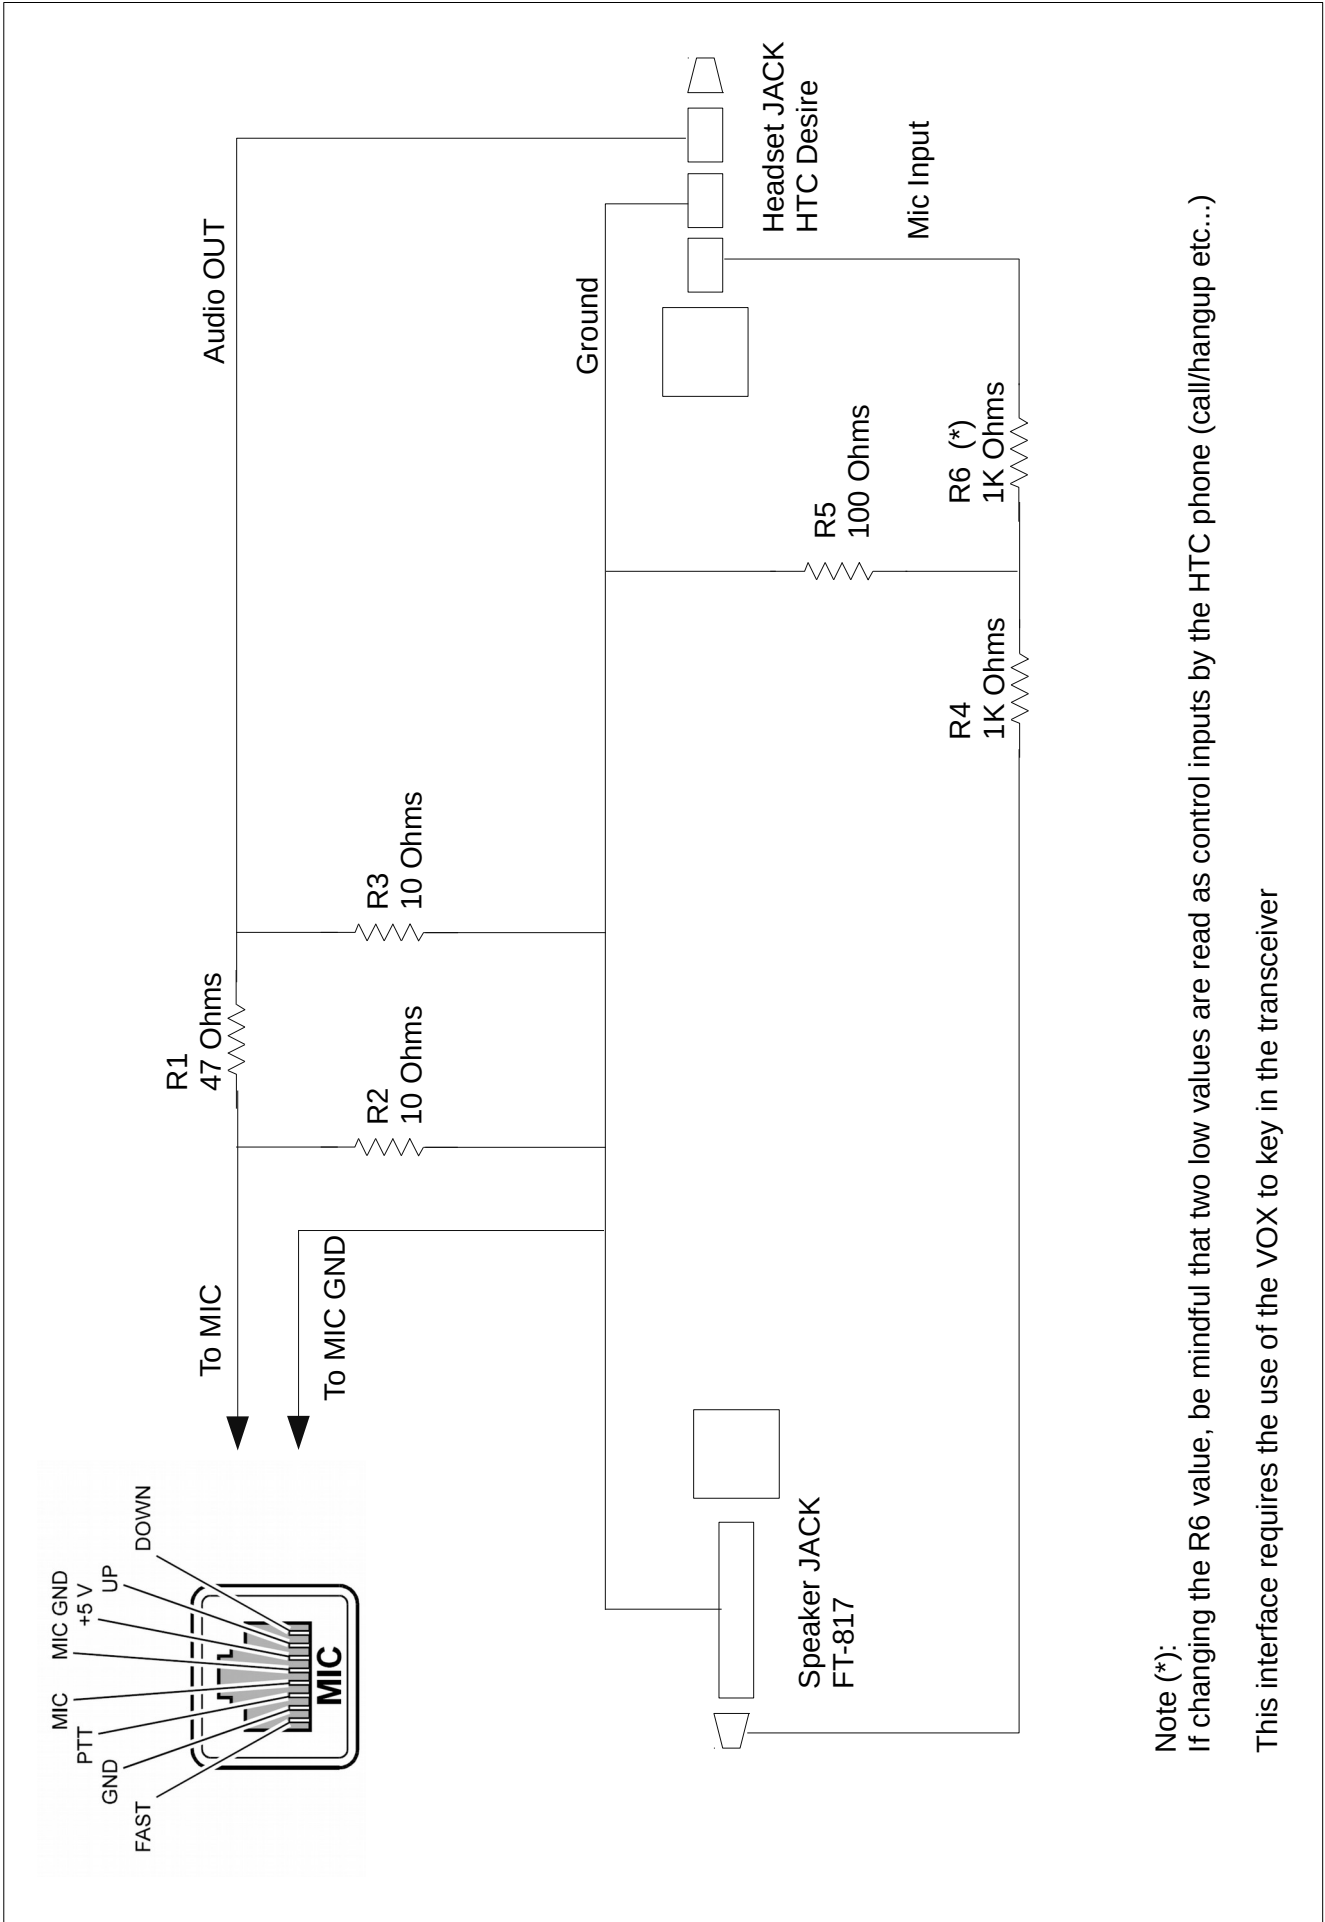 FAST
GND
PTT
MIC
MIC GND
+5 V
UP
DOWN
MIC
To MIC
To MIC GND
R1
47 Ohms
R2
10 Ohms
R3
10 Ohms
Audio OUT
Ground
Speaker JACK
FT-817
R4
1K Ohms
R5
100 Ohms
R6 (*)
1K Ohms
Headset JACK
HTC Desire
Mic Input
Note (*):
If changing the R6 value, be mindful that two low values are read as control inputs by the HTC phone (call/hangup etc...)
This interface requires the use of the VOX to key in the transceiver